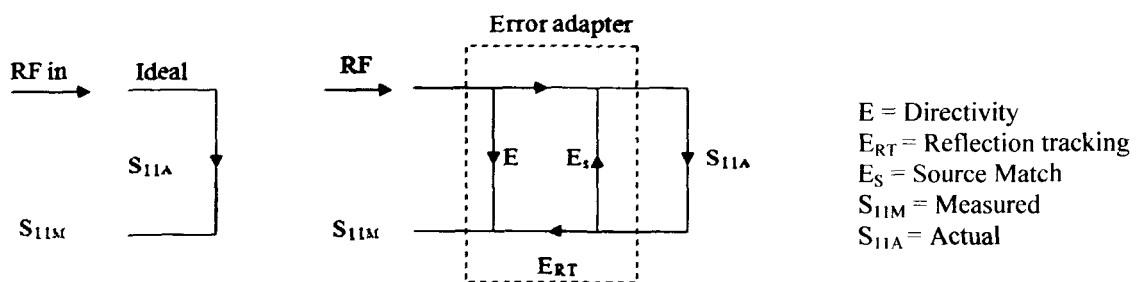 Error adapter
RF in
Ideal
RF
S11A
E
Es
S11A
S11M
S11M
ERT
E = Directivity
ERT = Reflection tracking
ES = Source Match
S11M = Measured
S11A = Actual